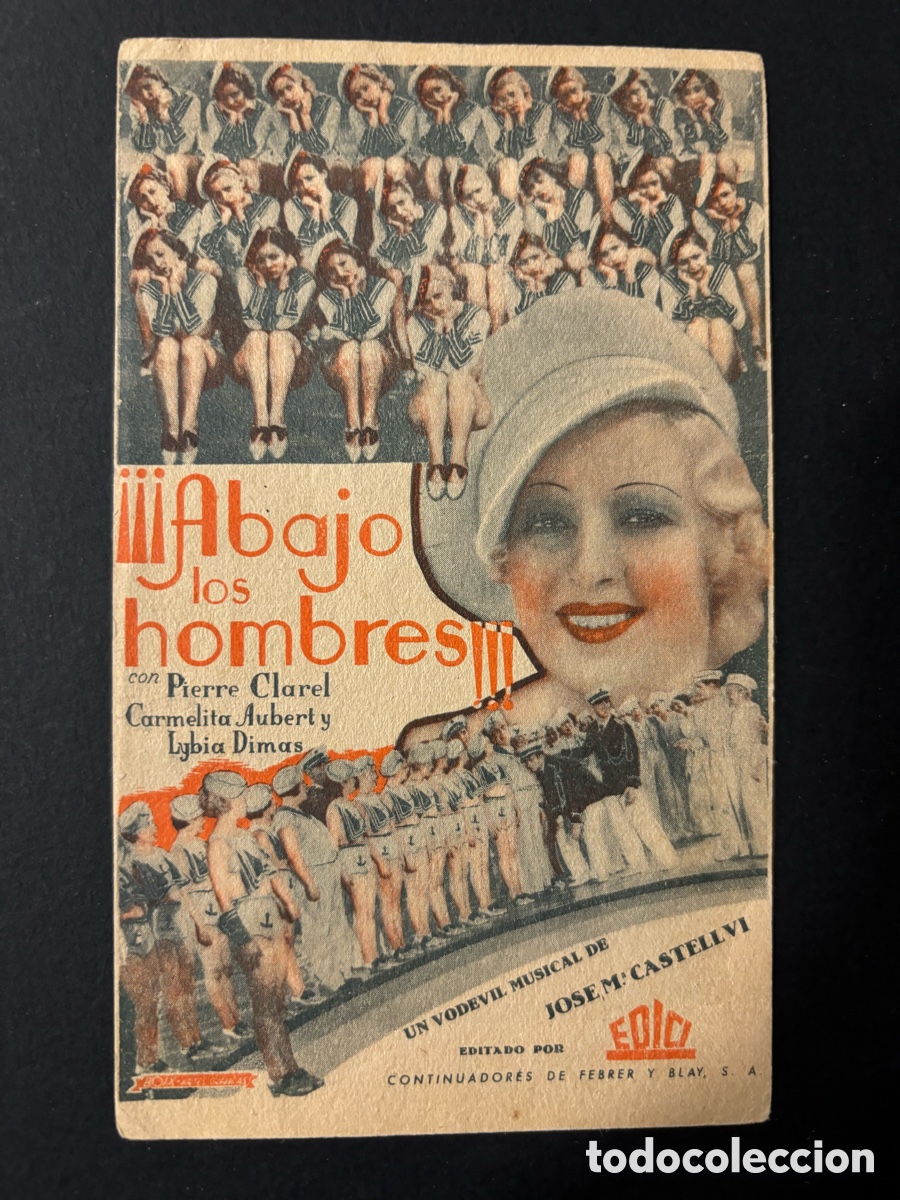 ¡¡¡Abajo
los
hombres!!!
con Pierre Clarel
Carmelita Aubert y
Lybia Dimas
UN VODEVIL MUSICAL DE
JOSE Mª CASTELLVI
EDITADO POR
EDICI
CONTINUADORES DE FEBRER Y BLAY, S. A.
todocoleccion